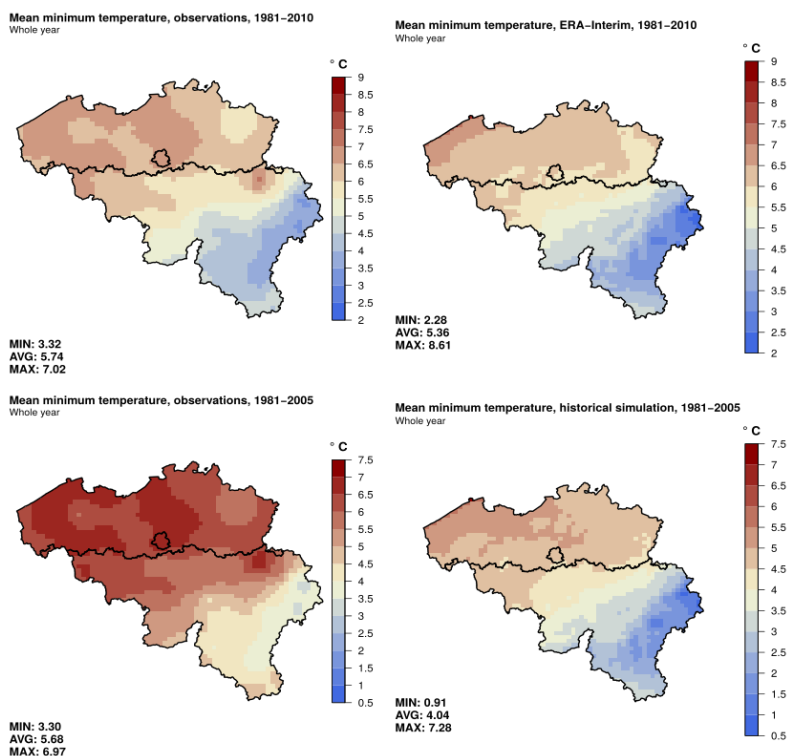 Mean minimum temperature, observations, 1981−2010
Whole year
° C
9
8.5
8
7.5
7
6.5
6
5.5
5
4.5
4
3.5
3
2.5
2
MIN: 3.32
AVG: 5.74
MAX: 7.02
Mean minimum temperature, ERA−Interim, 1981−2010
Whole year
° C
9
8.5
8
7.5
7
6.5
6
5.5
5
4.5
4
3.5
3
2.5
2
MIN: 2.28
AVG: 5.36
MAX: 8.61
Mean minimum temperature, observations, 1981−2005
Whole year
° C
7.5
7
6.5
6
5.5
5
4.5
4
3.5
3
2.5
2
1.5
1
0.5
MIN: 3.30
AVG: 5.68
MAX: 6.97
Mean minimum temperature, historical simulation, 1981−2005
Whole year
° C
7.5
7
6.5
6
5.5
5
4.5
4
3.5
3
2.5
2
1.5
1
0.5
MIN: 0.91
AVG: 4.04
MAX: 7.28